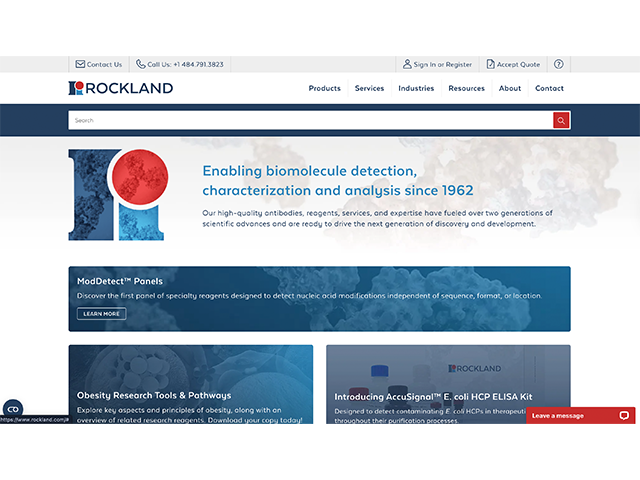 Contact Us
Call Us: +1 484.791.3823
Sign In or Register
Accept Quote
?
ROCKLAND
Products
Services
Industries
Resources
About
Contact
Search
Enabling biomolecule detection,
characterization and analysis since 1962
Our high-quality antibodies, reagents, services, and expertise have fueled over two generations of
scientific advances and are ready to drive the next generation of discovery and development.
ModDetect™ Panels
Discover the first panel of specialty reagents designed to detect nucleic acid modifications independent of sequence, format, or location.
LEARN MORE
ROCKLAND
Obesity Research Tools & Pathways
Explore key aspects and principles of obesity, along with an
overview of related research reagents. Download your copy today!
Introducing AccuSignal™ E. coli HCP ELISA Kit
Designed to detect contaminating E. coli HCPs in therapeuti
throughout their purification processes.
Leave a message
https://www.rockland.com/#